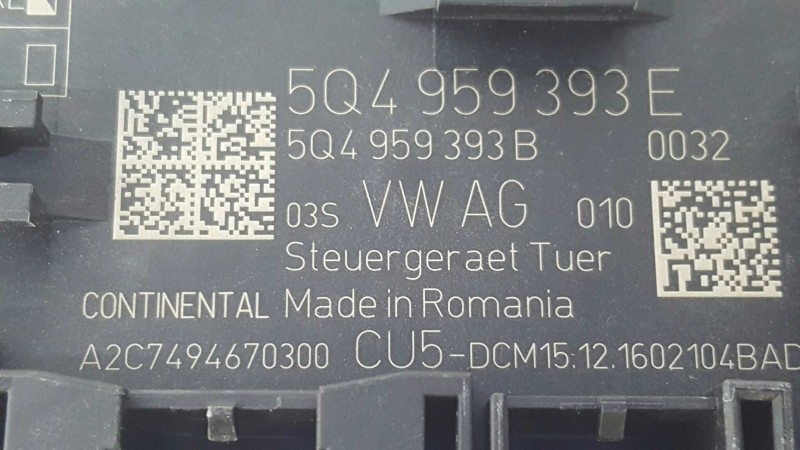 5Q4 959 393 E
5Q4 959 393 B 0032
03S VW AG 010
Steuergeraet Tuer
CONTINENTAL Made in Romania
A2C7494670300 CU5-DCM15.12.1602104BAD